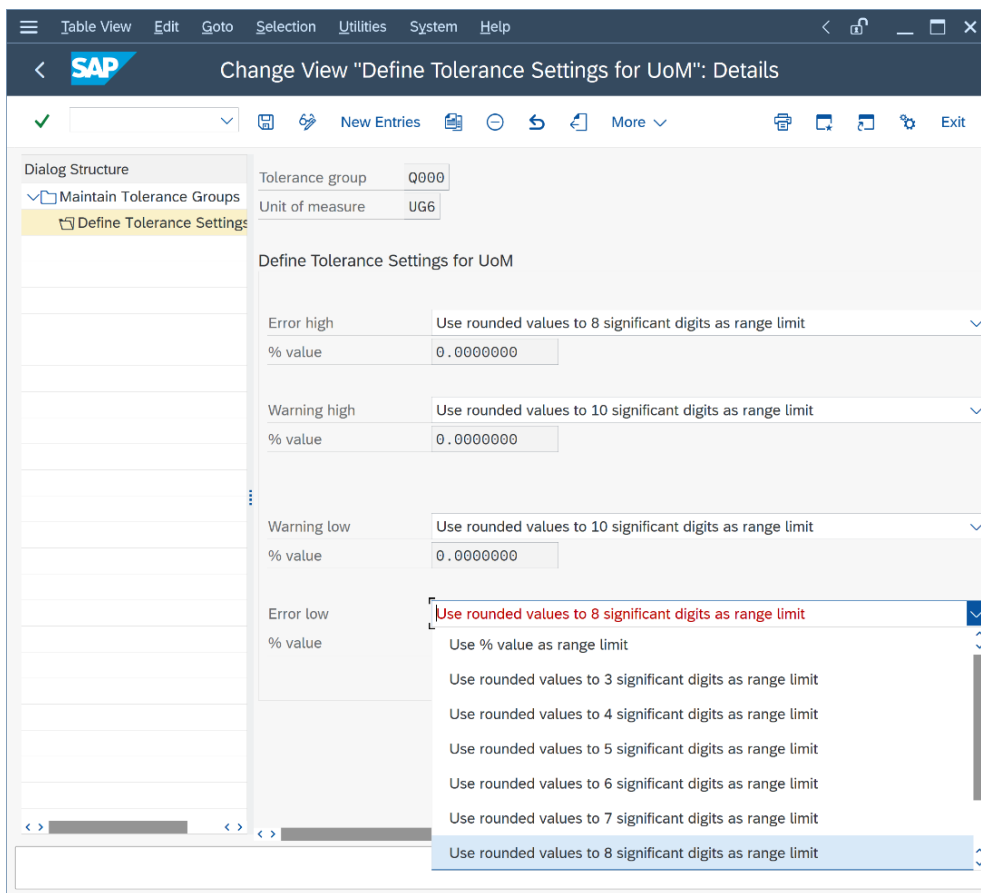 Table View Edit Goto Selection Utilities System Help
SAP Change View "Define Tolerance Settings for UoM": Details
New Entries More Exit
Dialog Structure
Maintain Tolerance Groups
Define Tolerance Settings
Tolerance group Q000
Unit of measure UG6
Define Tolerance Settings for UoM
Error high Use rounded values to 8 significant digits as range limit
% value 0.0000000
Warning high Use rounded values to 10 significant digits as range limit
% value 0.0000000
Warning low Use rounded values to 10 significant digits as range limit
% value 0.0000000
Error low Use rounded values to 8 significant digits as range limit
% value
Use % value as range limit
Use rounded values to 3 significant digits as range limit
Use rounded values to 4 significant digits as range limit
Use rounded values to 5 significant digits as range limit
Use rounded values to 6 significant digits as range limit
Use rounded values to 7 significant digits as range limit
Use rounded values to 8 significant digits as range limit